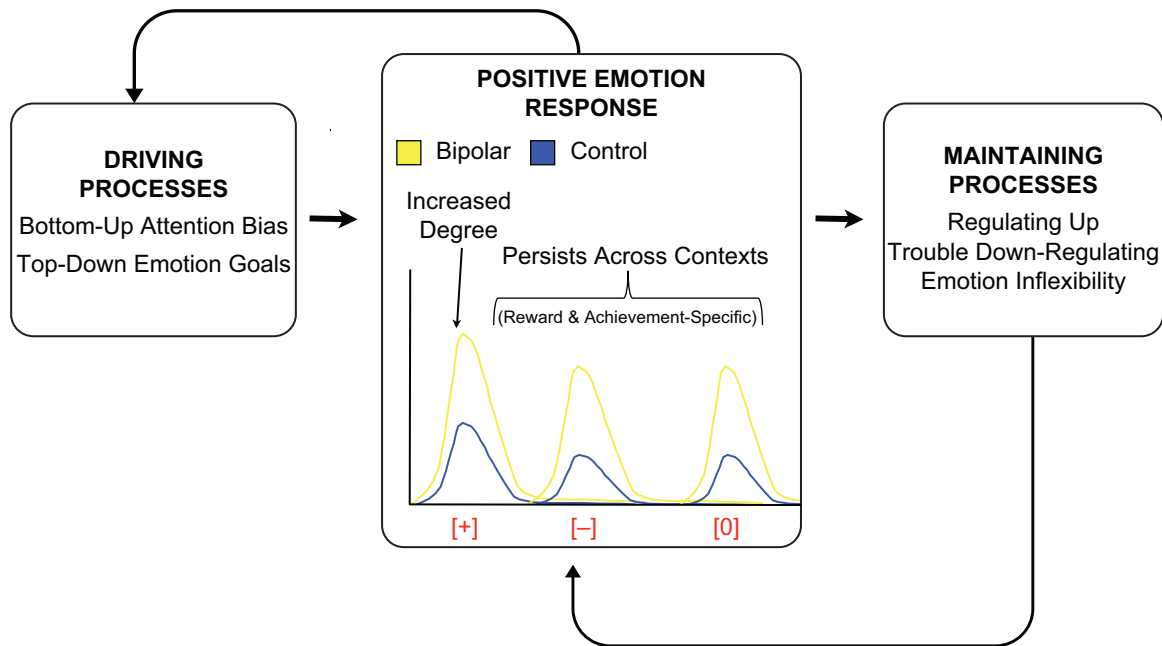 DRIVING
PROCESSES
Bottom-Up Attention Bias
Top-Down Emotion Goals
POSITIVE EMOTION
RESPONSE
Bipolar
Control
Increased
Degree
Persists Across Contexts
(Reward & Achievement-Specific)
[+]
[–]
[0]
MAINTAINING
PROCESSES
Regulating Up
Trouble Down-Regulating
Emotion Inflexibility